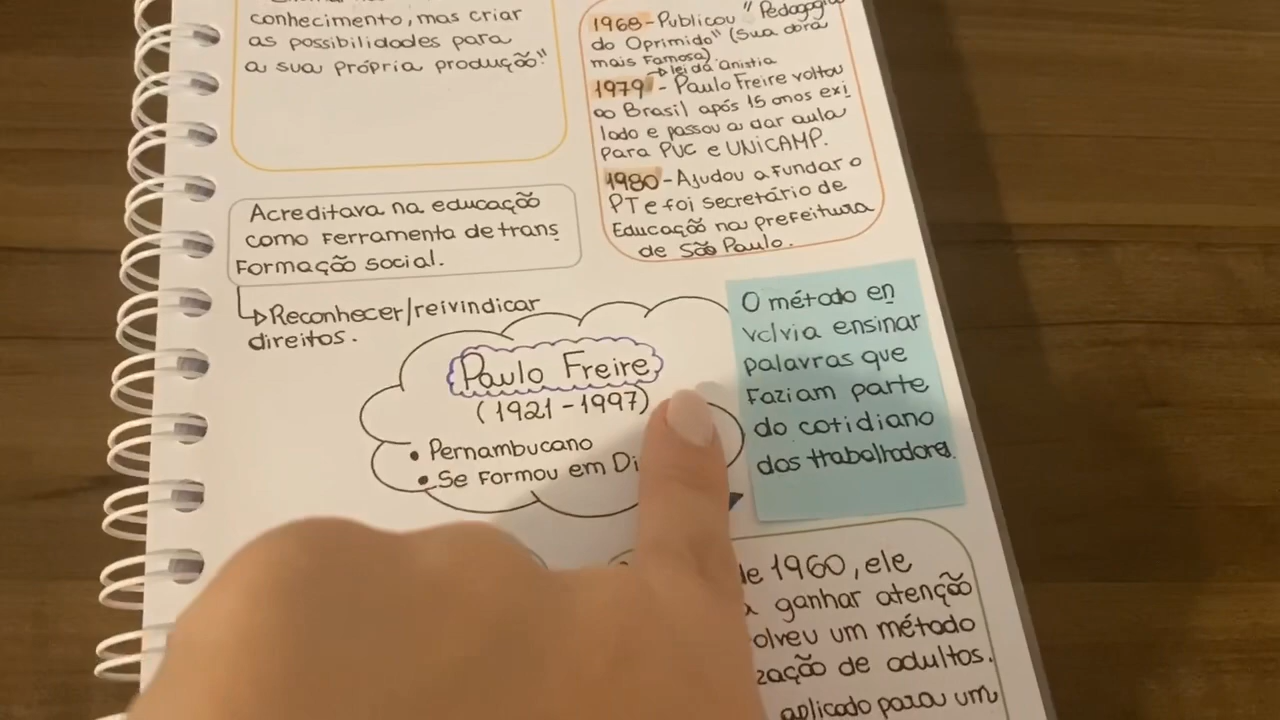 conhecimento, mas criar
as possibilidades para
a sua própria produção"
1968 - Publicou "Pedagogia
do Oprimido" (Sua obra
mais famosa)
lei da Anistia
1979 - Paulo Freire voltou
ao Brasil após 15 anos exi
lado e passou a dar aula
para PUC e UNICAMP.
1980 - Ajudou a fundar o
PT e foi secretário de
Educação na prefeitura
de São Paulo.
Acreditava na educação
como ferramenta de trans
formação social.
Reconhecer/reivindicar
direitos.
Paulo Freire
(1921-1997)
• Pernambucano
• Se formou em
O método en
volvia ensinar
palavras que
faziam parte
do cotidiano
dos trabalhadores.
de 1960, ele
ganhar atenção
olveu um método
zação de adultos.
aplicado para um